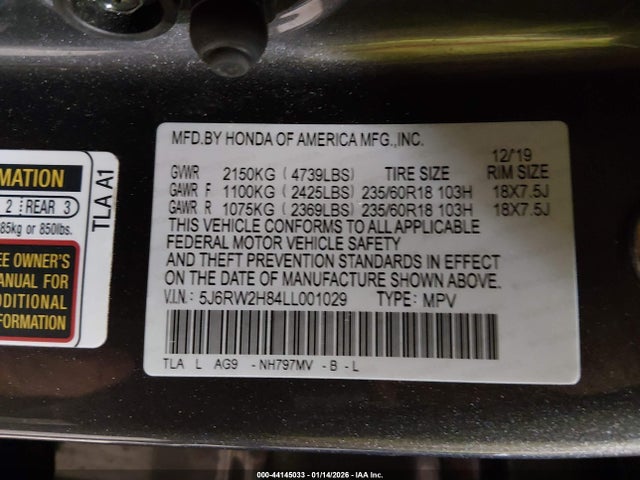 MFD.BY HONDA OF AMERICA MFG.,INC.
12/'19
GVWR 2150KG ( 4739LBS) TIRE SIZE RIM SIZE
GAWR F 1100KG ( 2425LBS) 235/60R18 103H 18X7.5J
GAWR R 1075KG ( 2369LBS) 235/60R18 103H 18X7.5J
THIS VEHICLE CONFORMS TO ALL APPLICABLE
FEDERAL MOTOR VEHICLE SAFETY
AND THEFT PREVENTION STANDARDS IN EFFECT
ON THE DATE OF MANUFACTURE SHOWN ABOVE.
V.I.N.: 5J6RW2H84LL001029 TYPE: MPV
TLA L AG9 -NH797MV -B -L
MATION
2 REAR 3
85kg or 850lbs.
EE OWNER'S
MANUAL FOR
DDITIONAL
FORMATION
TLA A1
000-44145033 - 01/14/2026 - IAA Inc.